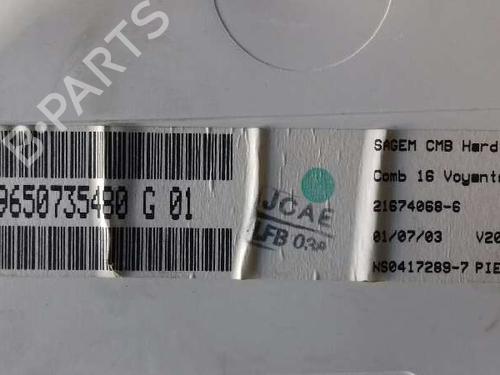 B-PARTS
9650735480 G 01
JCAE
LFB 03
SAGEM CMB Hard
Comb 16 Voyant
21674068-6
01/07/03 V20
NS0417289-7 PIE